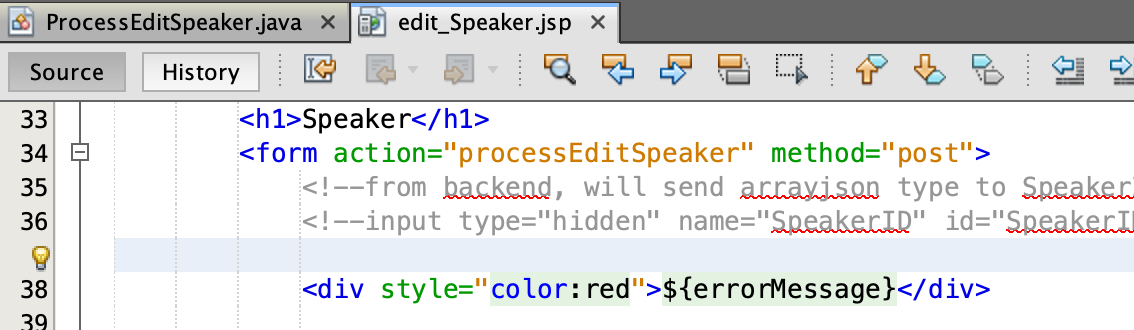 ProcessEditSpeaker.java edit_Speaker.jsp
Source History
33 <h1>Speaker</h1>
34 <form action="processEditSpeaker" method="post">
35 <!--from backend, will send arrayjson type to Speaker
36 <!--input type="hidden" name="SpeakerID" id="SpeakerID
38 <div style="color:red">${errorMessage}</div>
39